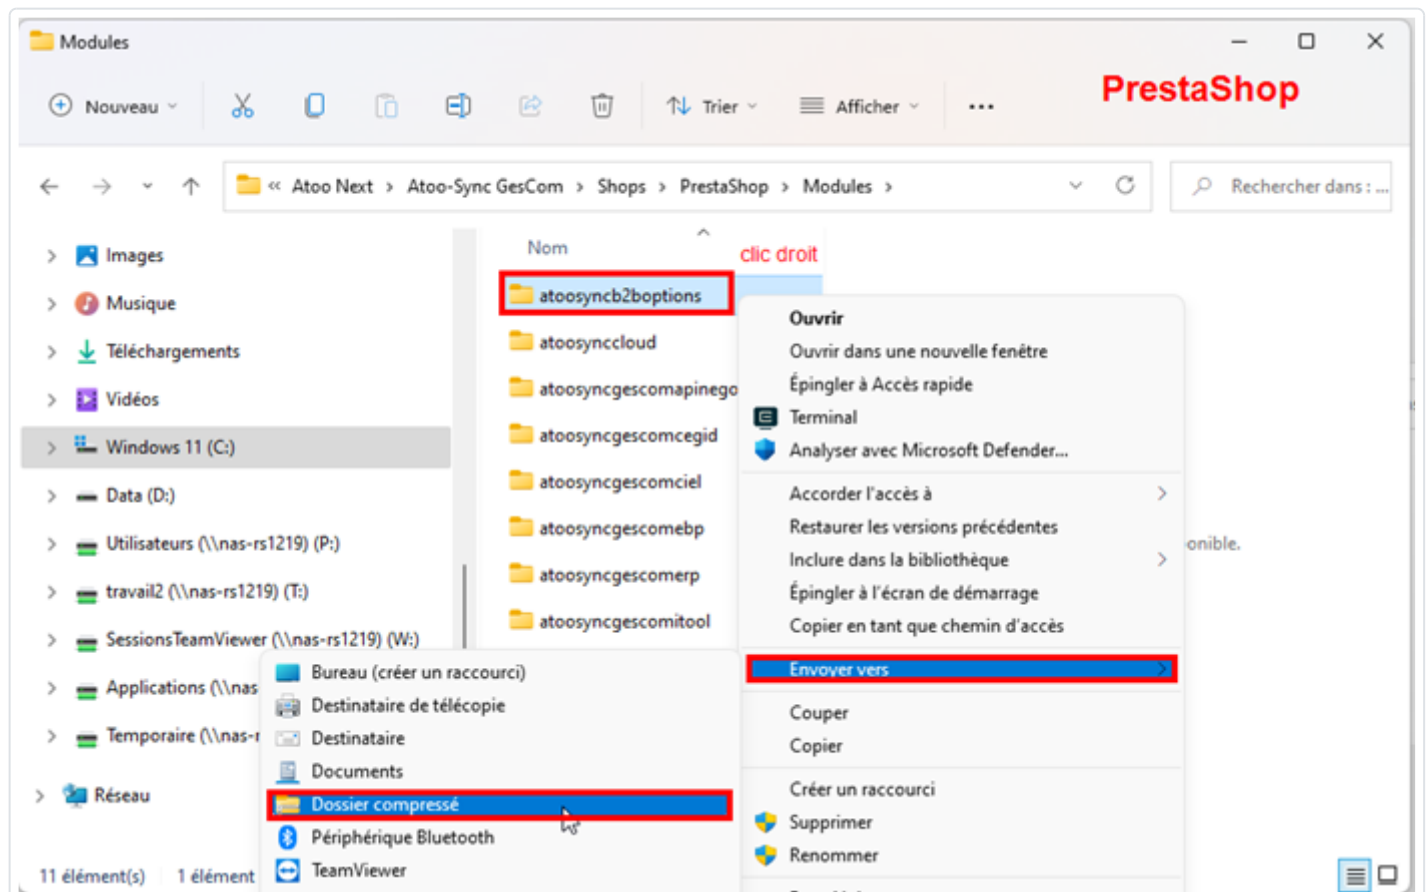 Modules
PrestaShop
Nouveau
Trier
Afficher
« Atoo Next > Atoo-Sync GesCom > Shops > PrestaShop > Modules >
Rechercher dans : ...
Images
Musique
Téléchargements
Vidéos
Windows 11 (C:)
Data (D:)
Utilisateurs (\\nas-rs1219) (P:)
travail2 (\\nas-rs1219) (T:)
SessionsTeamViewer (\\nas-rs1219) (W:)
Applications (\\nas
Temporaire (\\nas-r
Réseau
Nom
clic droit
atoosyncb2boptions
atoosynccloud
atoosyncgescomapinego
atoosyncgescomcegid
atoosyncgescomciel
atoosyncgescomebp
atoosyncgescomerp
atoosyncgescomitool
Ouvrir
Ouvrir dans une nouvelle fenêtre
Épingler à Accès rapide
Terminal
Analyser avec Microsoft Defender...
Accorder l'accès à
Restaurer les versions précédentes
Inclure dans la bibliothèque
Épingler à l'écran de démarrage
Copier en tant que chemin d'accès
Envoyer vers
Couper
Copier
Créer un raccourci
Supprimer
Renommer
onible.
Bureau (créer un raccourci)
Destinataire de télécopie
Destinataire
Documents
Dossier compressé
Périphérique Bluetooth
TeamViewer
11 élément(s)
1 élément